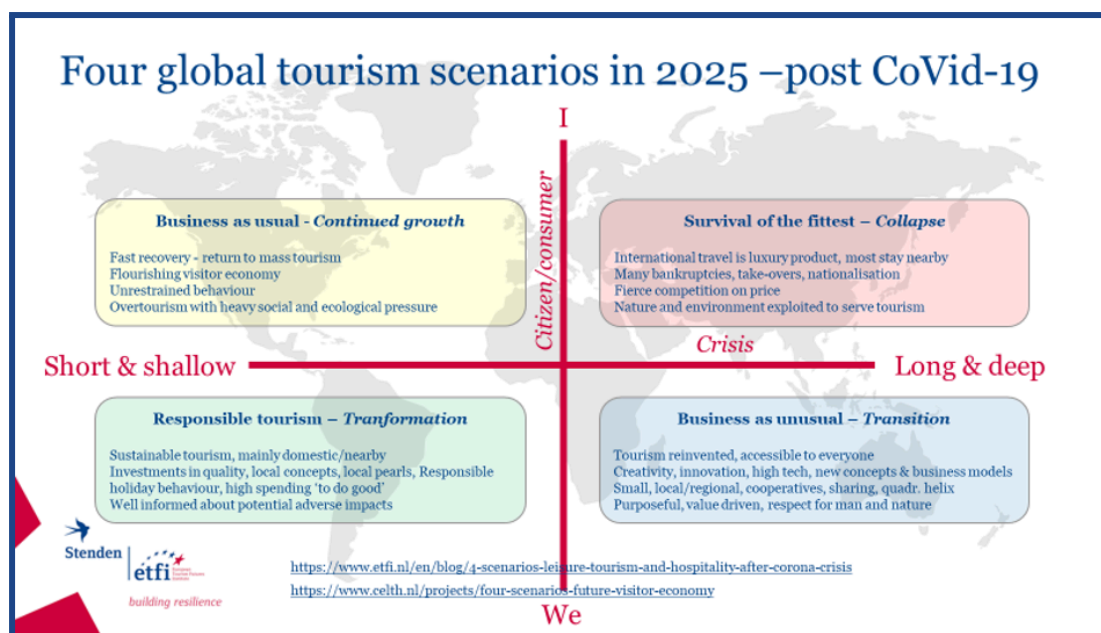 Four global tourism scenarios in 2025 –post CoVid-19
I
Citizen/consumer
Business as usual - Continued growth
Fast recovery - return to mass tourism
Flourishing visitor economy
Unrestrained behaviour
Overtourism with heavy social and ecological pressure
Survival of the fittest – Collapse
International travel is luxury product, most stay nearby
Many bankruptcies, take-overs, nationalisation
Fierce competition on price
Nature and environment exploited to serve tourism
Crisis
Short & shallow
Long & deep
Responsible tourism – Tranformation
Sustainable tourism, mainly domestic/nearby
Investments in quality, local concepts, local pearls, Responsible
holiday behaviour, high spending ‘to do good’
Well informed about potential adverse impacts
Business as unusual – Transition
Tourism reinvented, accessible to everyone
Creativity, innovation, high tech, new concepts & business models
Small, local/regional, cooperatives, sharing, quadr. helix
Purposeful, value driven, respect for man and nature
Stenden
etfi
European
Tourism Futures
Institute
building resilience
https://www.etfi.nl/en/blog/4-scenarios-leisure-tourism-and-hospitality-after-corona-crisis
https://www.celth.nl/projects/four-scenarios-future-visitor-economy
We